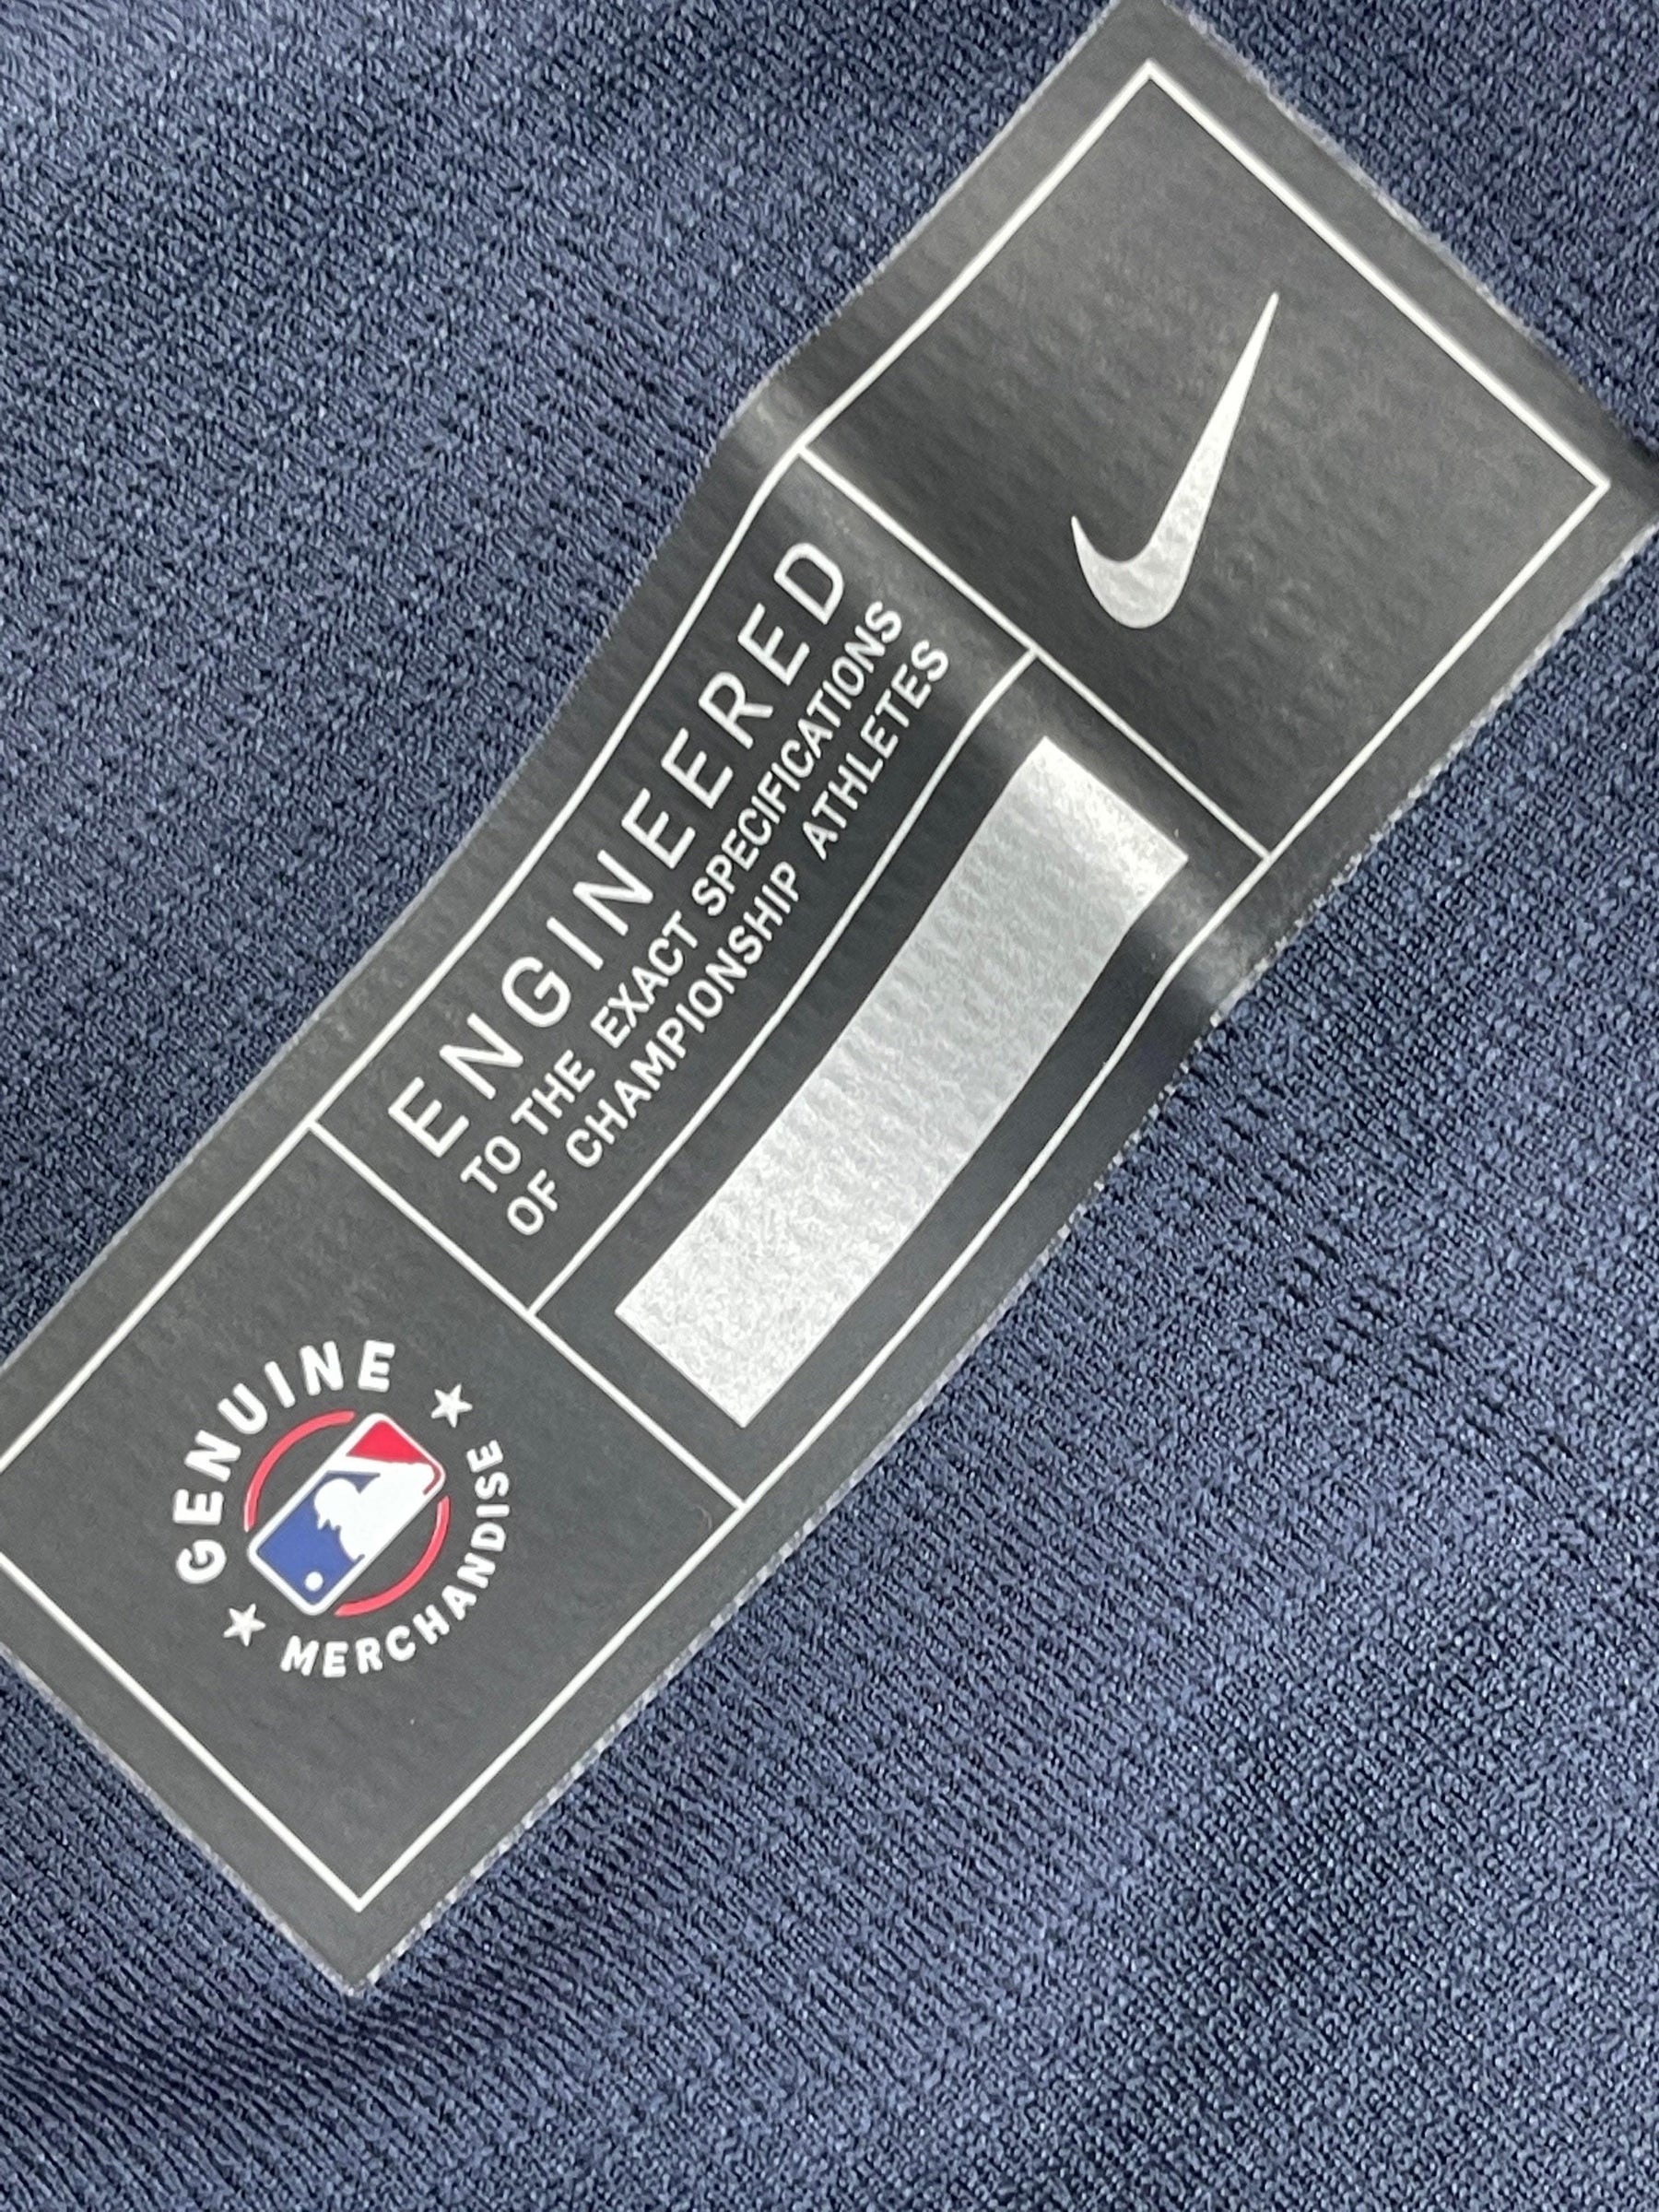 ENGINEERED
TO THE EXACT SPECIFICATIONS
OF CHAMPIONSHIP ATHLETES
GENUINE
MERCHANDISE